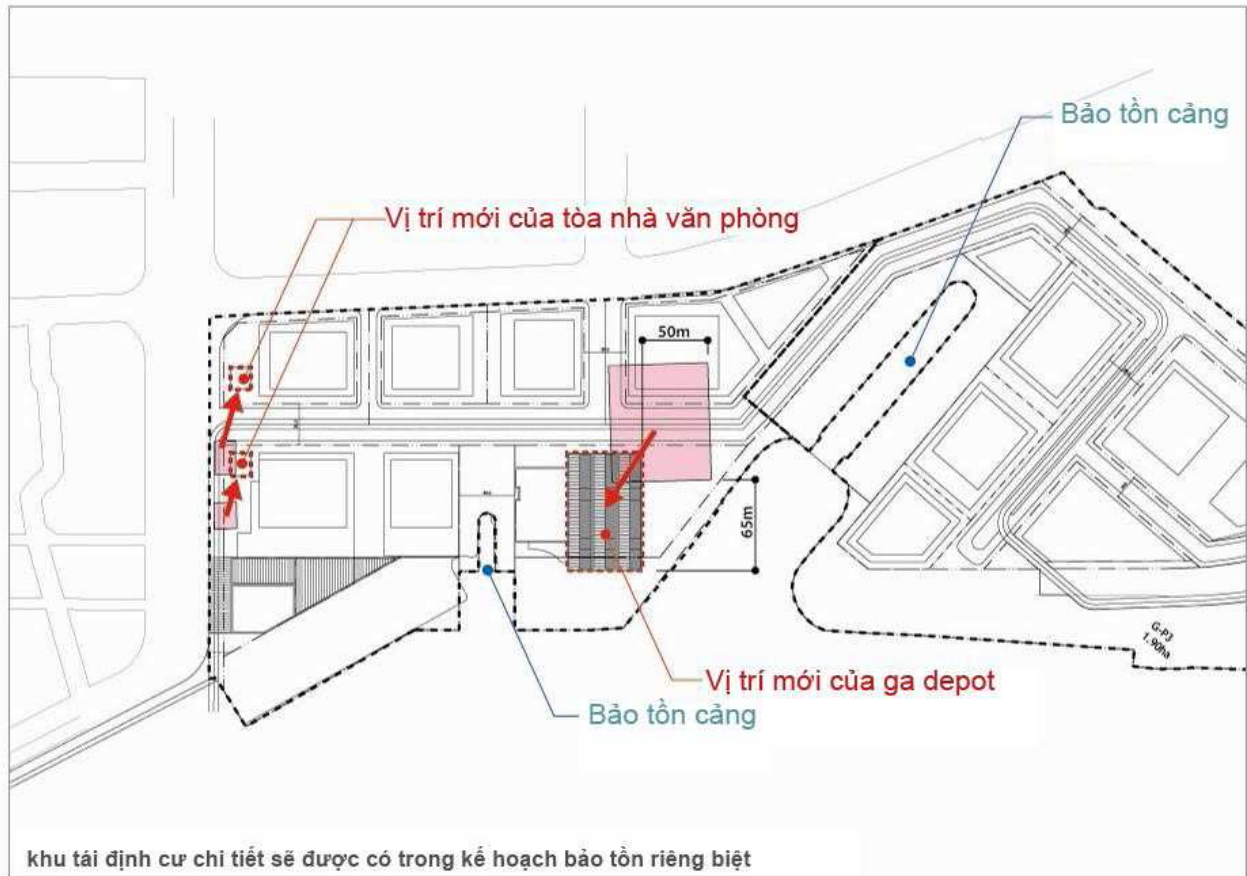 Bảo tồn cảng
Vị trí mới của tòa nhà văn phòng
50m
65m
G-P3
1.90ha
Vị trí mới của ga depot
Bảo tồn cảng
khu tái định cư chi tiết sẽ được có trong kế hoạch bảo tồn riêng biệt